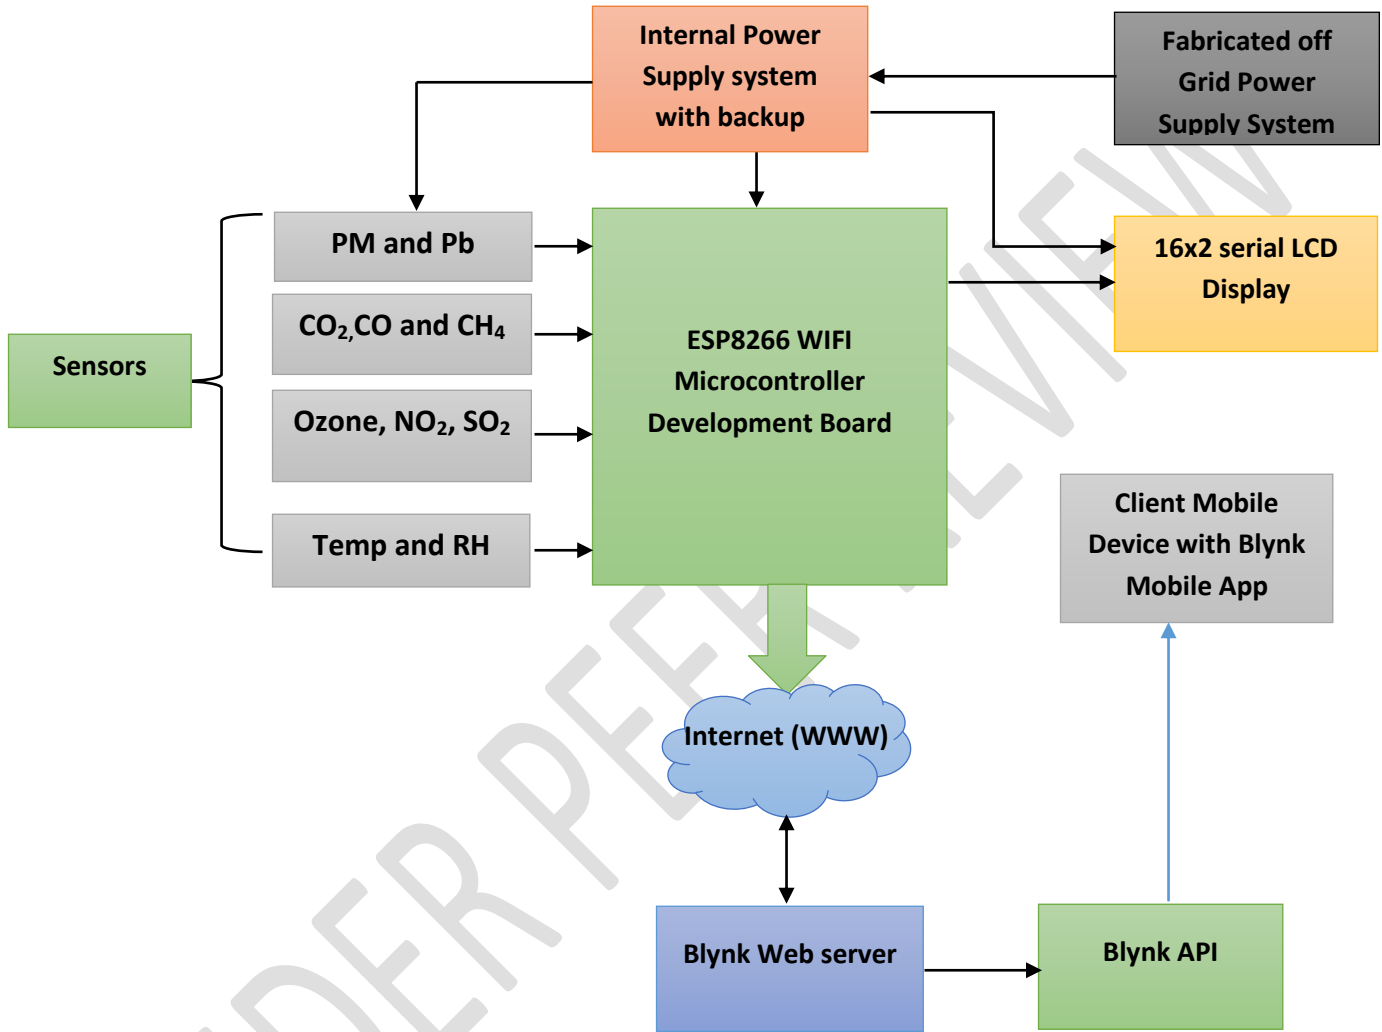 Internal Power
Supply system
with backup
Fabricated off
Grid Power
Supply System
PM and Pb
CO₂,CO and CH₄
Ozone, NO₂, SO₂
Temp and RH
Sensors
ESP8266 WIFI
Microcontroller
Development Board
16x2 serial LCD
Display
Client Mobile
Device with Blynk
Mobile App
Internet (WWW)
Blynk Web server
Blynk API
DER PEER REVIEW